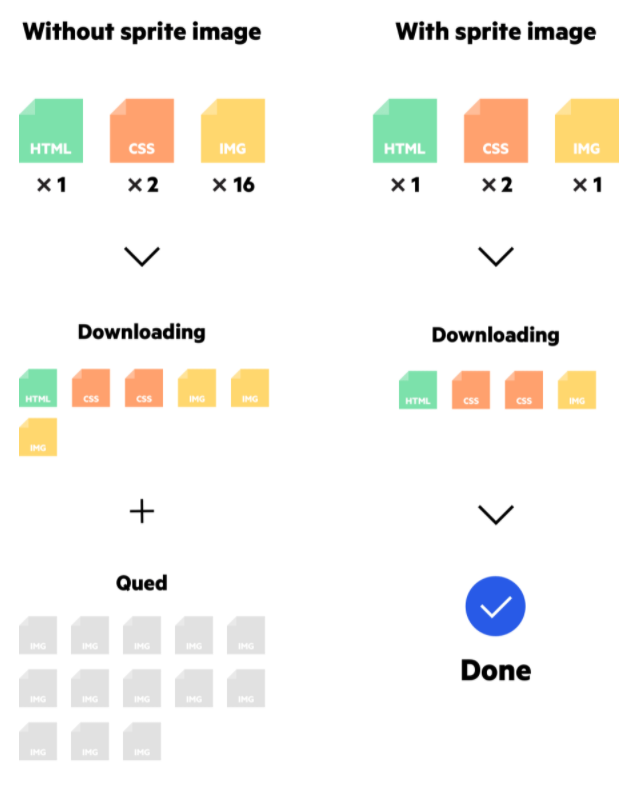 Without sprite image
With sprite image
HTML CSS IMG
× 1 × 2 × 16
HTML CSS IMG
× 1 × 2 × 1
Downloading
HTML CSS CSS IMG IMG
IMG
Downloading
HTML CSS CSS IMG
Qued
IMG IMG IMG IMG IMG
IMG IMG IMG IMG IMG
IMG IMG IMG
Done